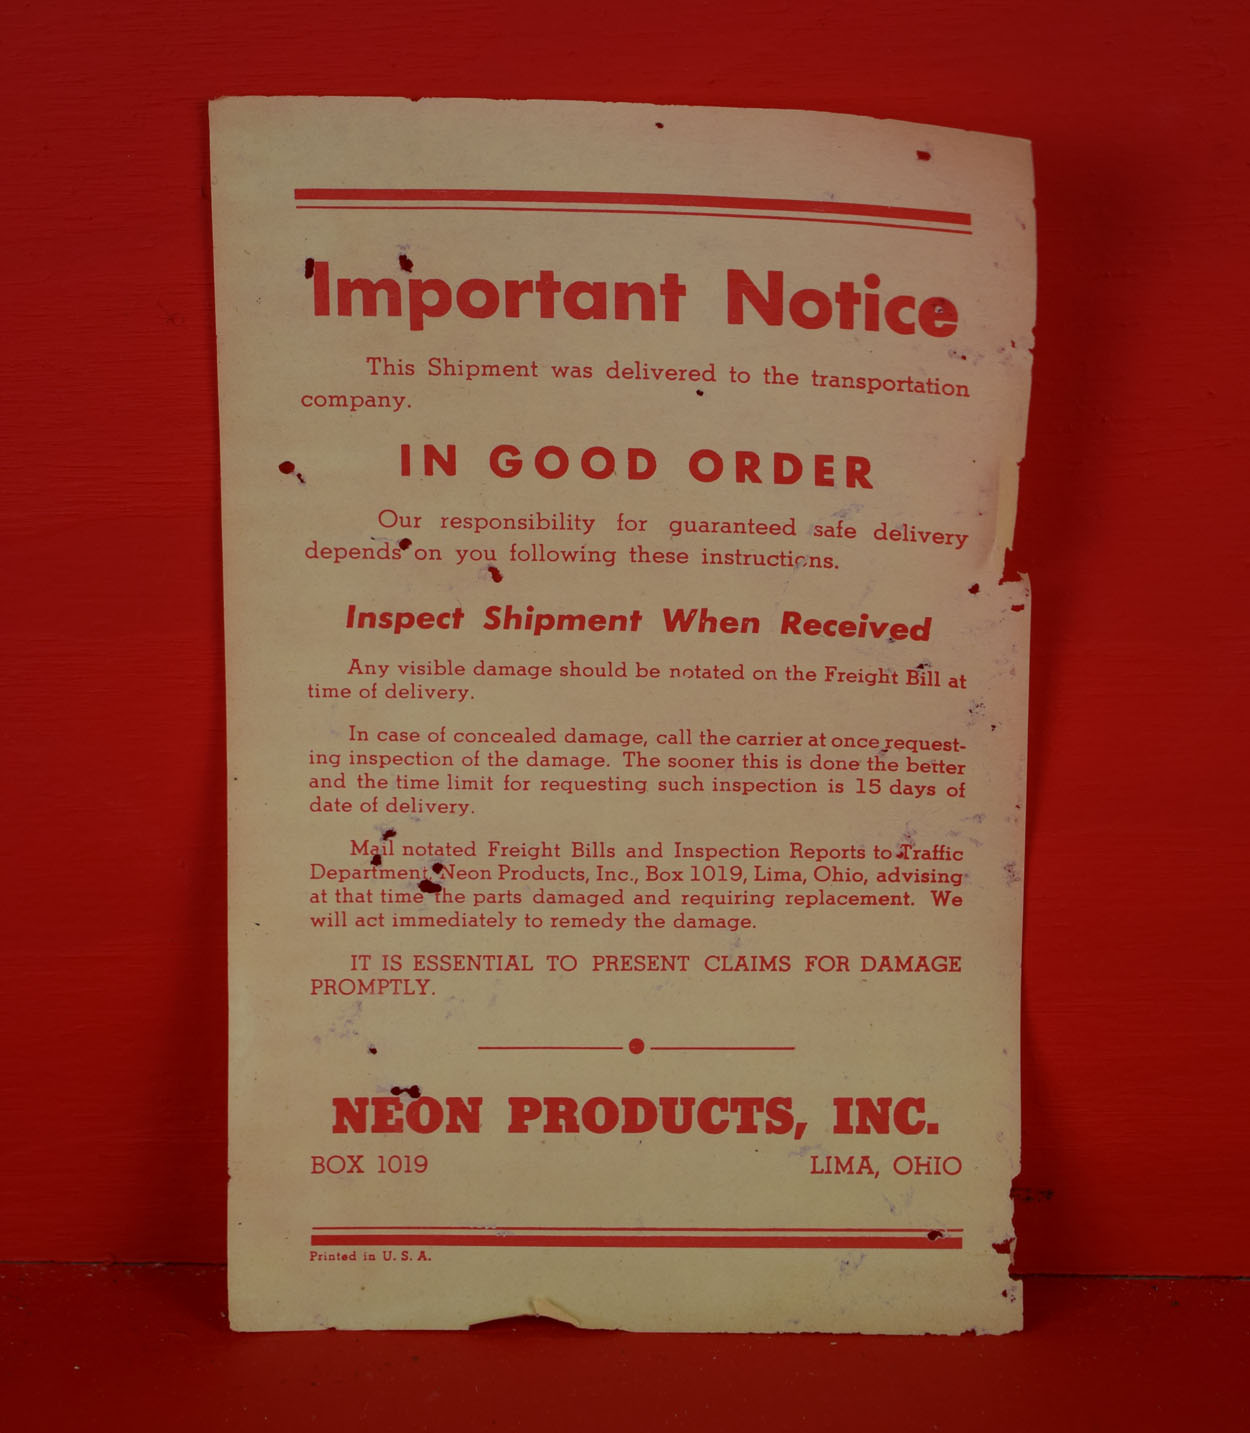 Important Notice
This Shipment was delivered to the transportation
company.
IN GOOD ORDER
Our responsibility for guaranteed safe delivery
depends on you following these instructions.
Inspect Shipment When Received
Any visible damage should be notated on the Freight Bill at
time of delivery.
In case of concealed damage, call the carrier at once request-
ing inspection of the damage. The sooner this is done the better
and the time limit for requesting such inspection is 15 days of
date of delivery.
Mail notated Freight Bills and Inspection Reports to Traffic
Department, Neon Products, Inc., Box 1019, Lima, Ohio, advising
at that time the parts damaged and requiring replacement. We
will act immediately to remedy the damage.
IT IS ESSENTIAL TO PRESENT CLAIMS FOR DAMAGE
PROMPTLY.
NEON PRODUCTS, INC.
BOX 1019 LIMA, OHIO
Printed in U. S. A.